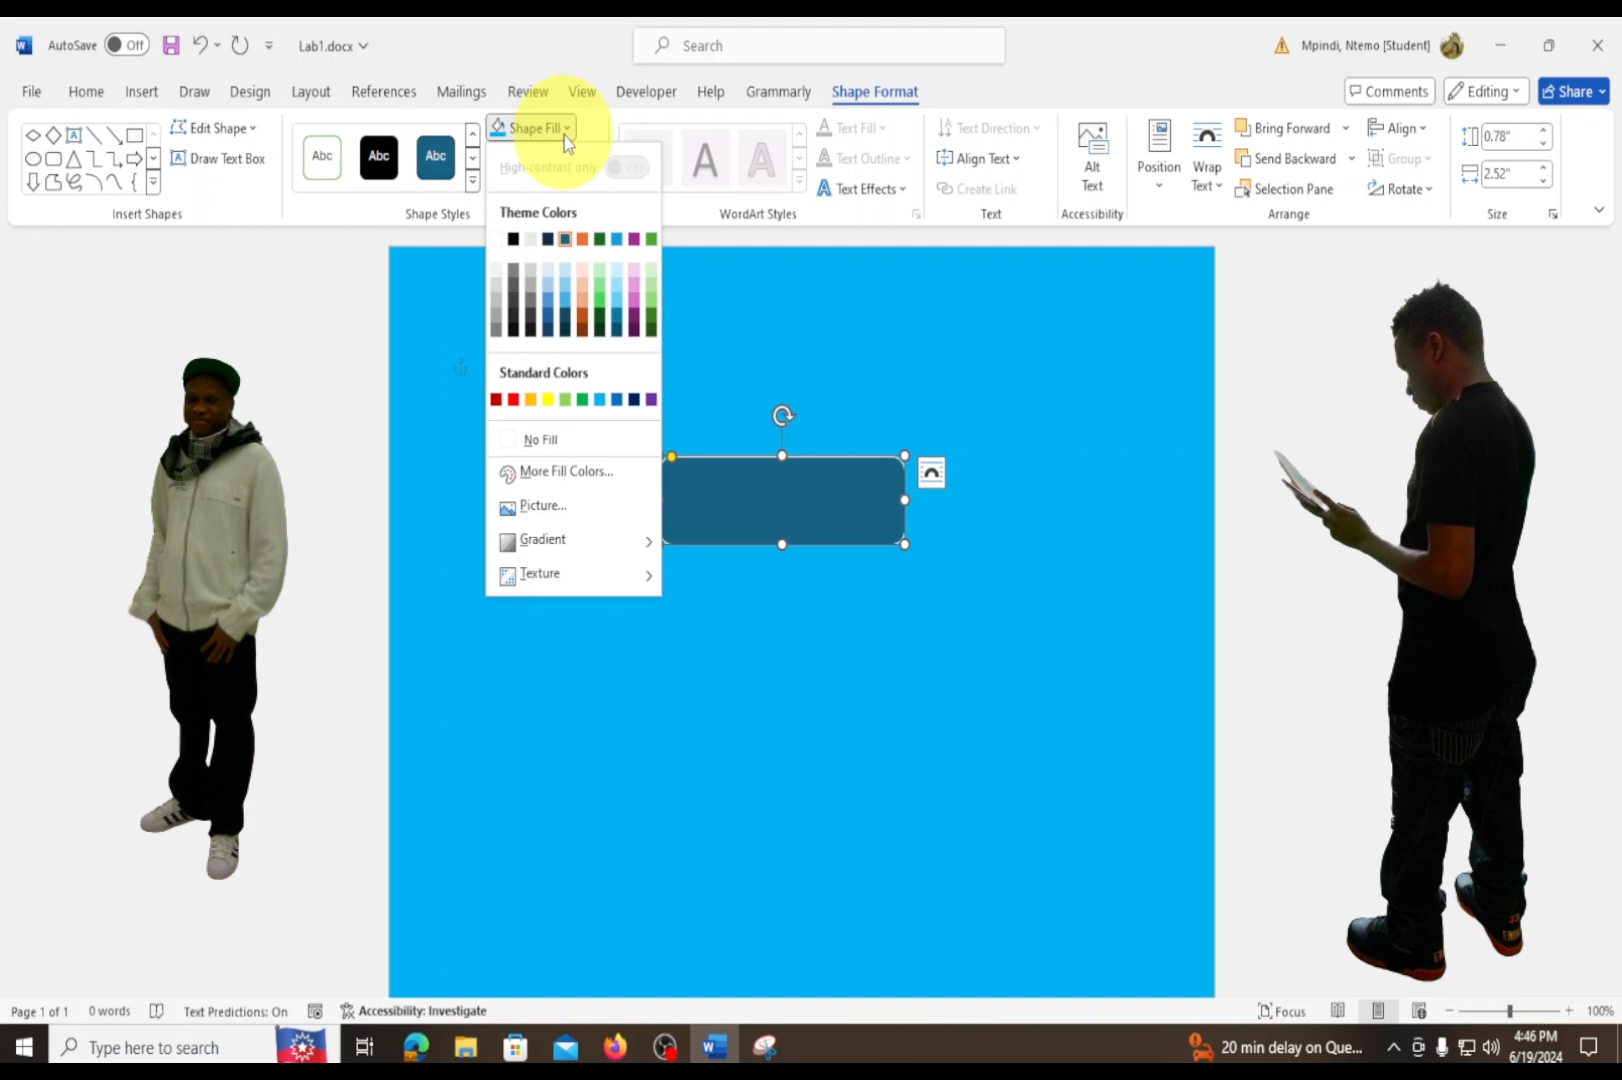 AutoSave Off Lab1.docx Search Mpindi, Ntemo [Student]
File Home Insert Draw Design Layout References Mailings Review View Developer Help Grammarly Shape Format Comments Editing Share
Edit Shape
Draw Text Box
Insert Shapes
Abc Abc Abc
Shape Styles
Shape Fill
High-contrast only Off
Theme Colors
Standard Colors
No Fill
More Fill Colors...
Picture...
Gradient
Texture
A A
WordArt Styles
Text Fill
Text Outline
Text Effects
Text Direction
Align Text
Create Link
Text
Alt
Text
Accessibility
Position
Wrap
Text
Bring Forward
Send Backward
Selection Pane
Align
Group
Rotate
Arrange
0.78"
2.52"
Size
Page 1 of 1 0 words Text Predictions: On Accessibility: Investigate Focus 100%
Type here to search 20 min delay on Que... 4:46 PM
6/19/2024